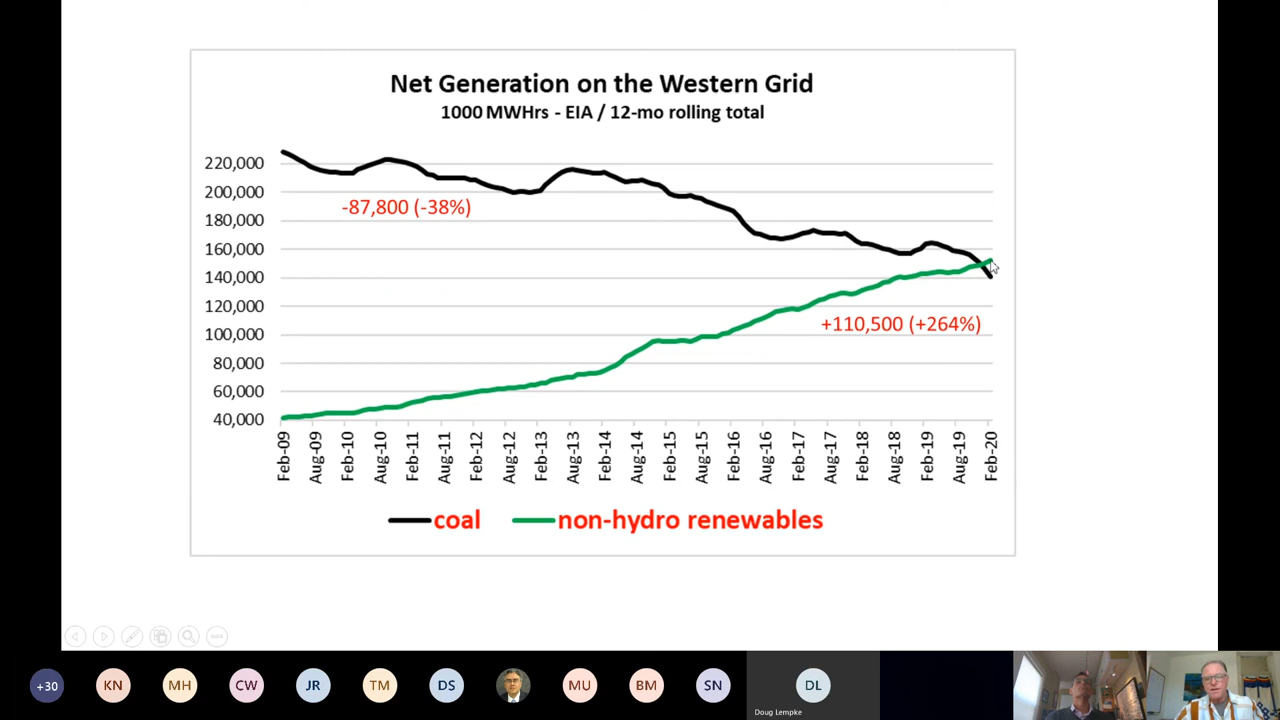 Net Generation on the Western Grid
1000 MWHrs - EIA / 12-mo rolling total
220,000
200,000
180,000
160,000
140,000
120,000
100,000
80,000
60,000
40,000
-87,800 (-38%)
+110,500 (+264%)
Feb-09
Aug-09
Feb-10
Aug-10
Feb-11
Aug-11
Feb-12
Aug-12
Feb-13
Aug-13
Feb-14
Aug-14
Feb-15
Aug-15
Feb-16
Aug-16
Feb-17
Aug-17
Feb-18
Aug-18
Feb-19
Aug-19
Feb-20
coal non-hydro renewables
+30 KN MH CW JR TM DS MU BM SN DL
Doug Lempke